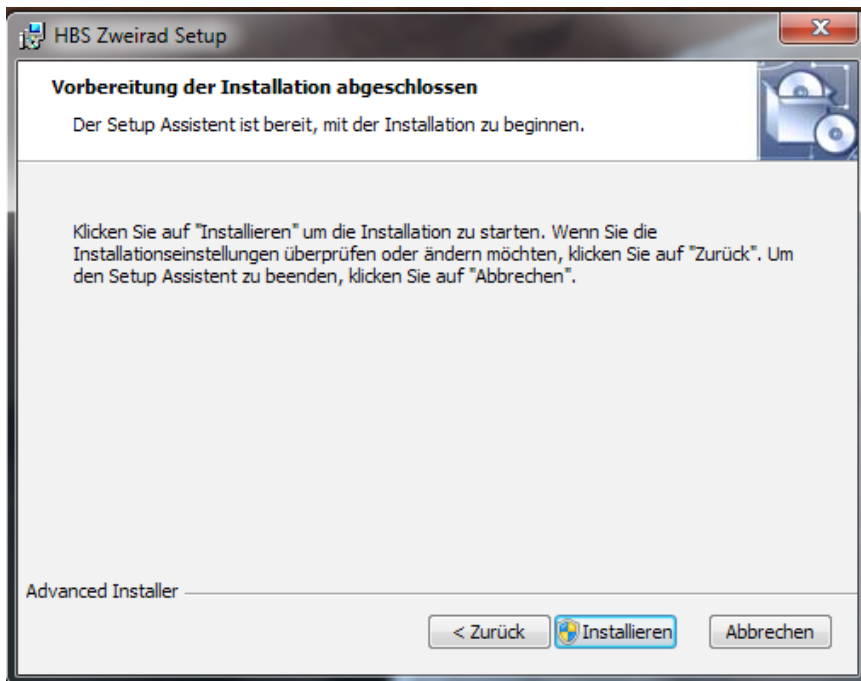 HBS Zweirad Setup
Vorbereitung der Installation abgeschlossen
Der Setup Assistent ist bereit, mit der Installation zu beginnen.
Klicken Sie auf "Installieren" um die Installation zu starten. Wenn Sie die
Installationseinstellungen überprüfen oder ändern möchten, klicken Sie auf "Zurück". Um
den Setup Assistent zu beenden, klicken Sie auf "Abbrechen".
Advanced Installer
< Zurück
Installieren
Abbrechen